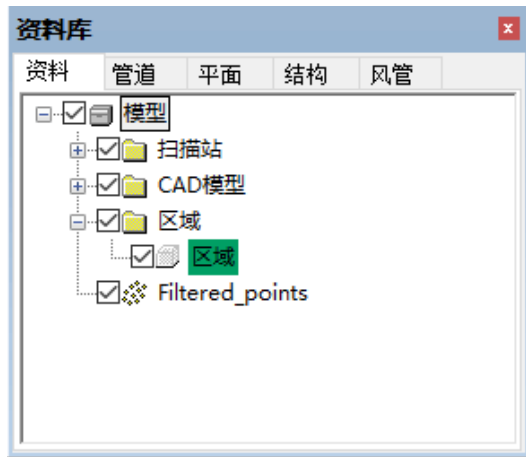 资料库
资料 管道 平面 结构 风管
模型
扫描站
CAD模型
区域
区域
Filtered_points